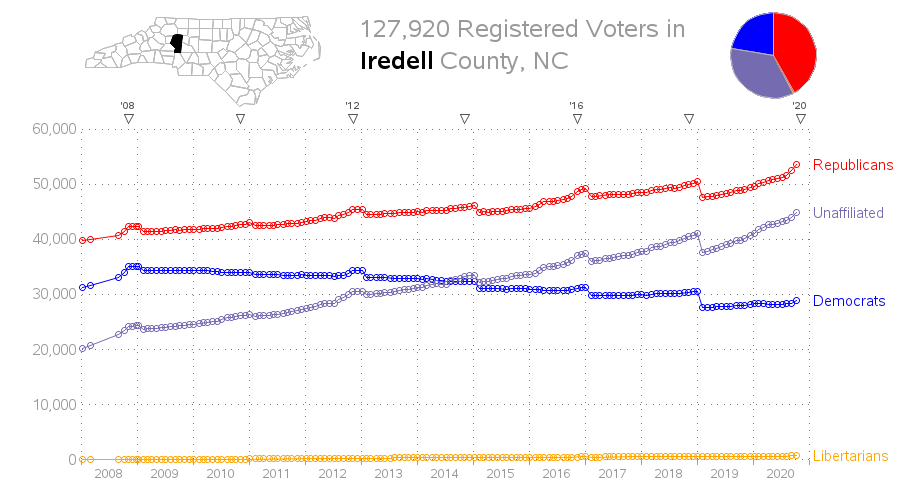 127,920 Registered Voters in
Iredell County, NC
'08 '12 '16 '20
60,000
Republicans
50,000
Unaffiliated
40,000
30,000
Democrats
20,000
10,000
0
Libertarians
2008 2009 2010 2011 2012 2013 2014 2015 2016 2017 2018 2019 2020